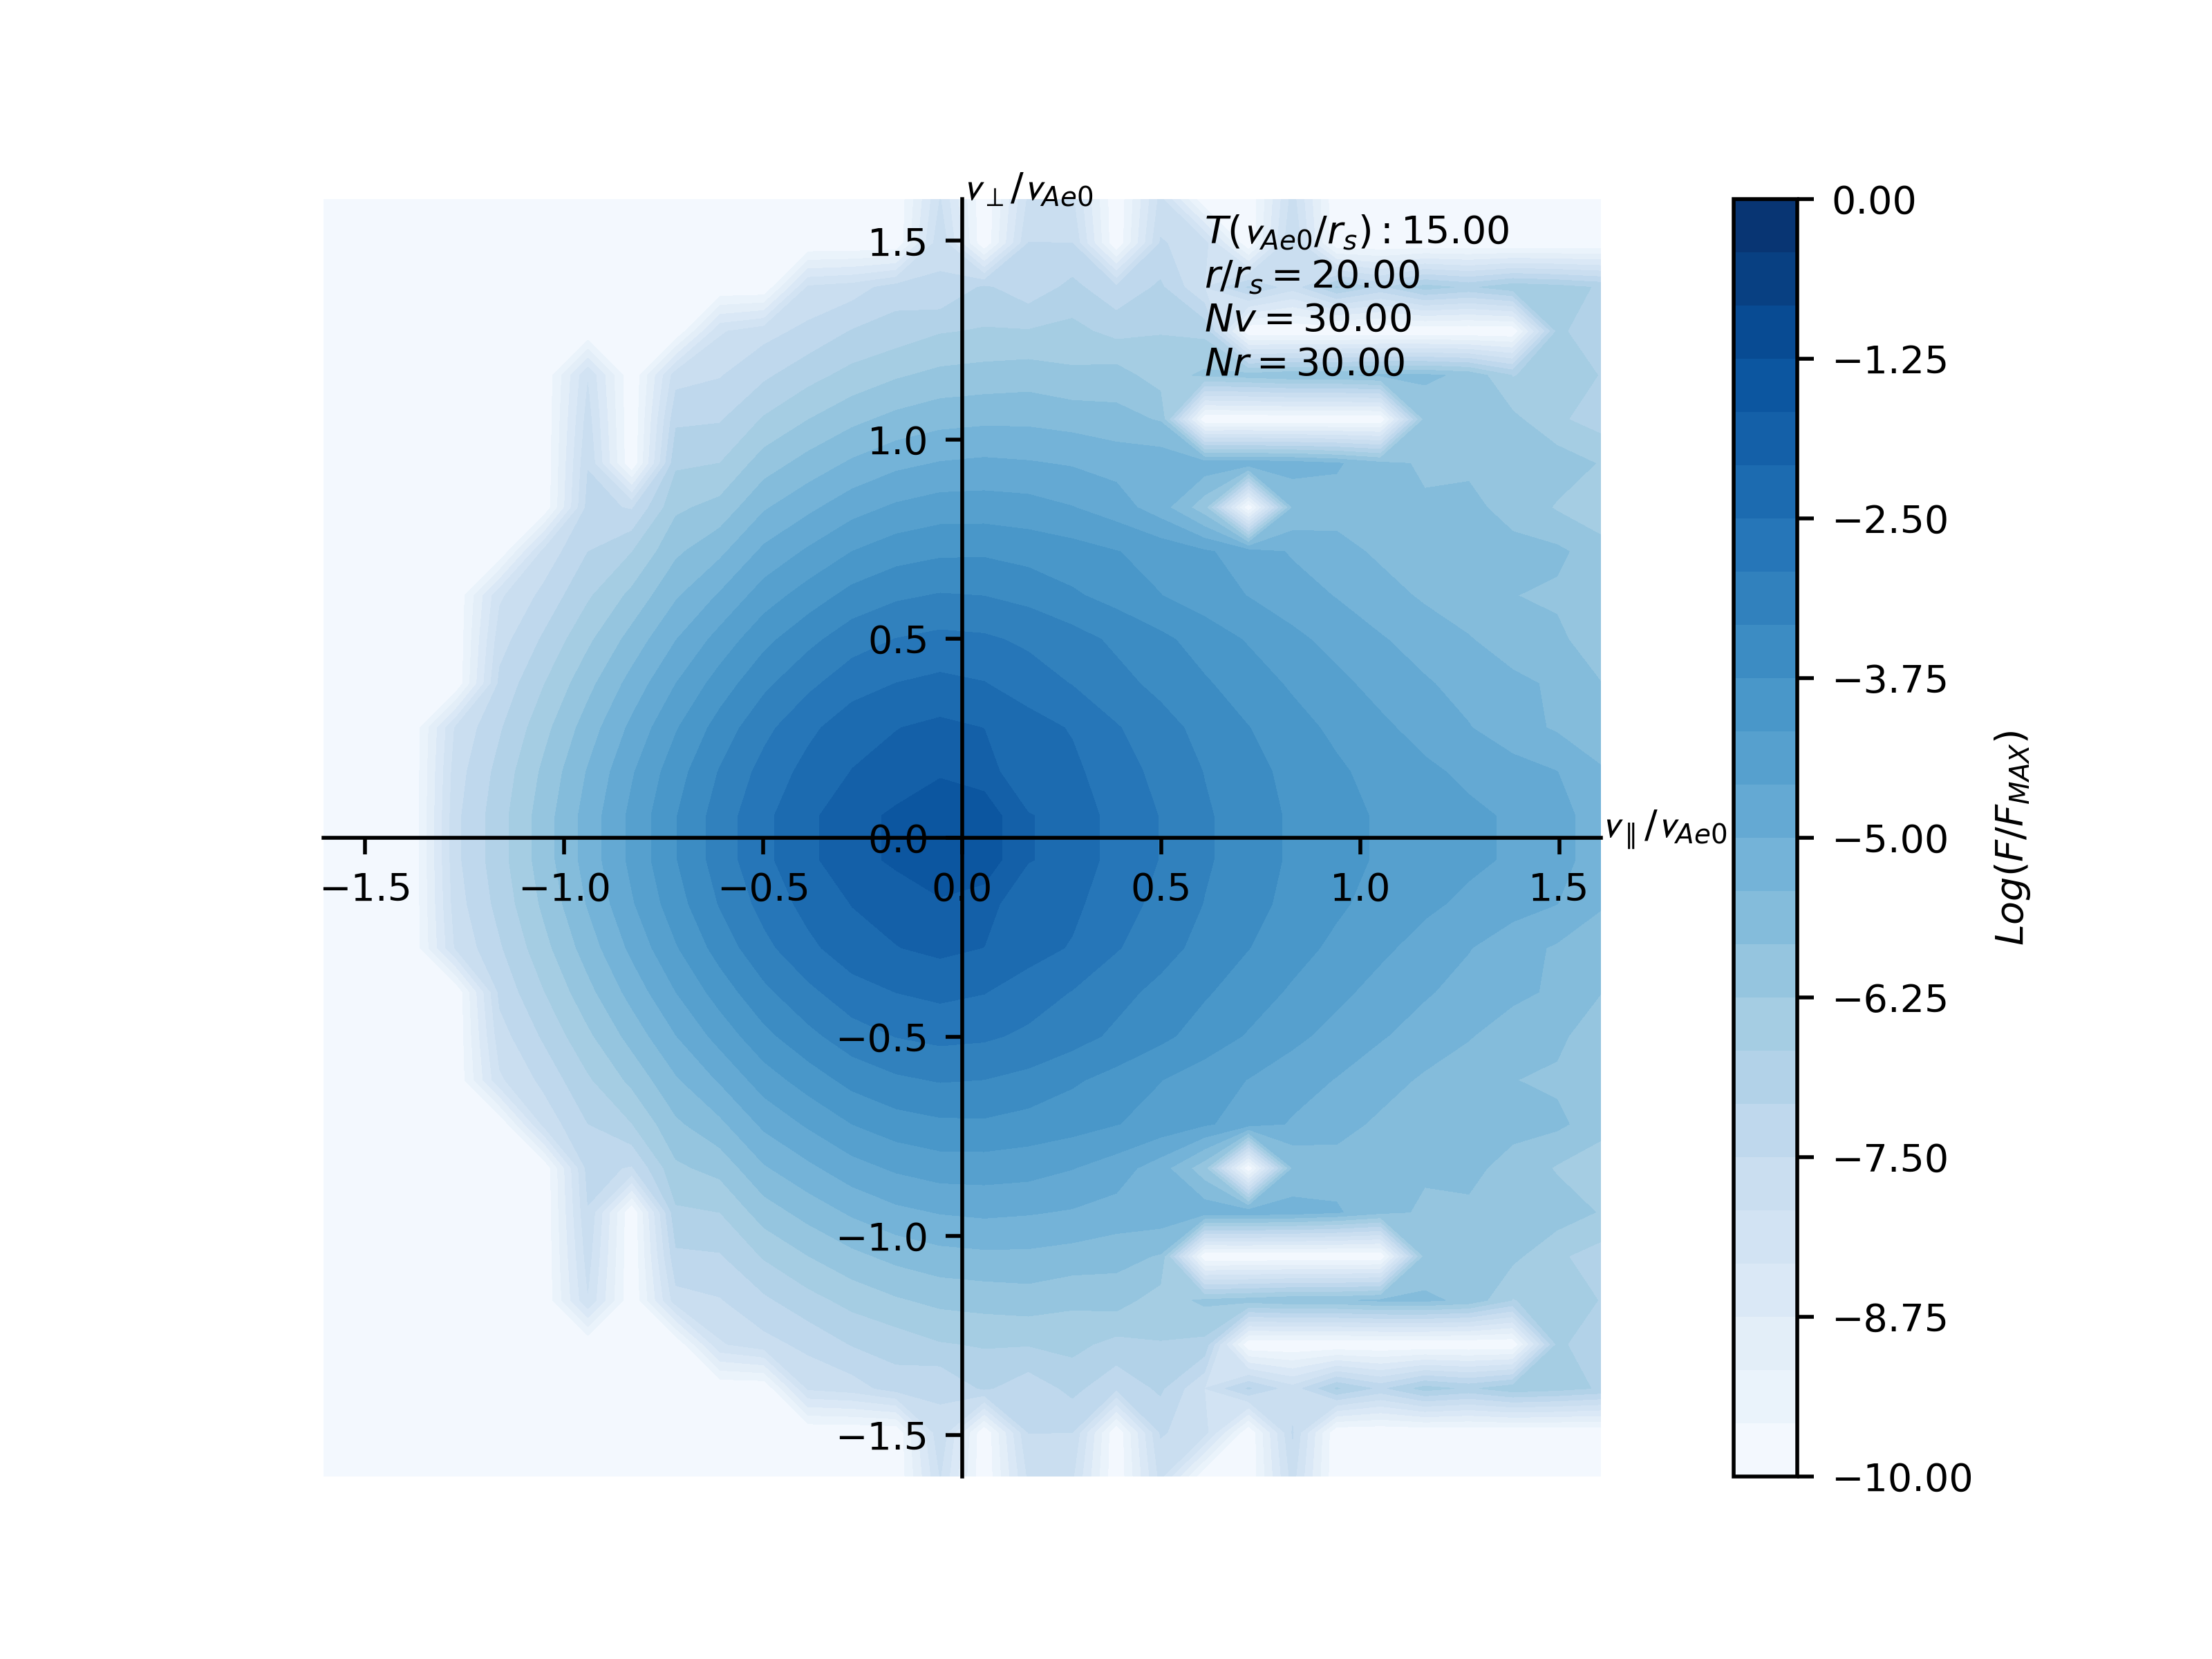 v⊥/vAe0
T(vAe0/rs) : 15.00
r/rs = 20.00
Nv = 30.00
Nr = 30.00
1.5
1.0
0.5
0.0
−0.5
−1.0
−1.5
−1.5 −1.0 −0.5 0.0 0.5 1.0 1.5
v∥/vAe0
0.00
−1.25
−2.50
−3.75
−5.00
−6.25
−7.50
−8.75
−10.00
Log(F/FMAX)